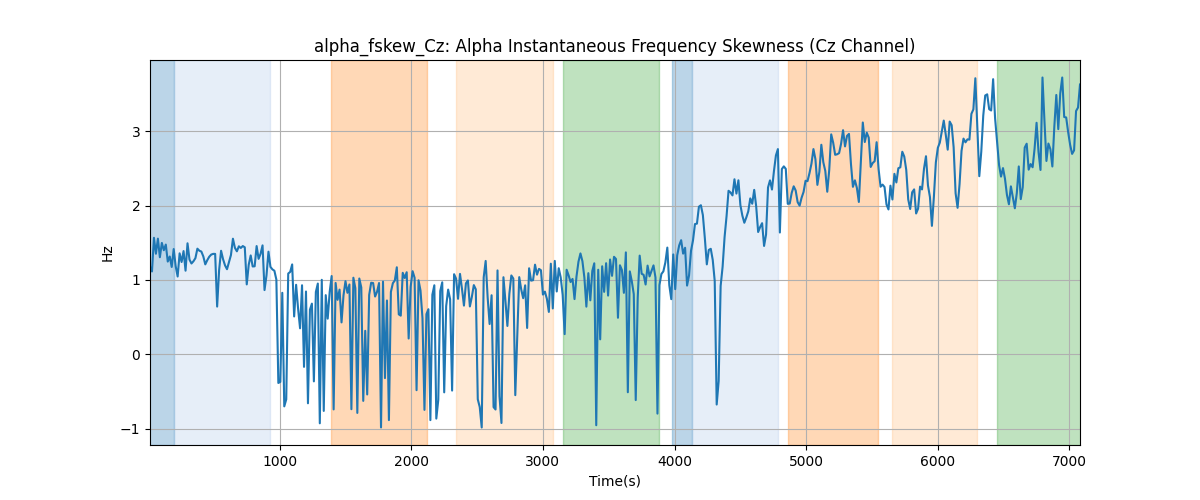 alpha_fskew_Cz: Alpha Instantaneous Frequency Skewness (Cz Channel)
Hz
3
2
1
0
−1
1000 2000 3000 4000 5000 6000 7000
Time(s)